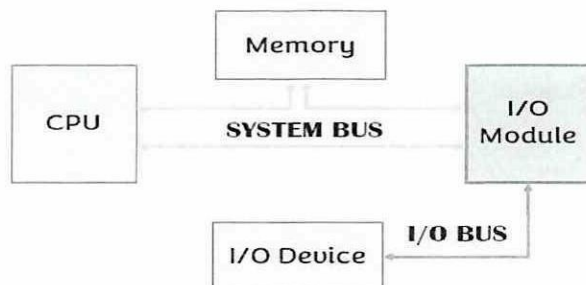 Memory
CPU
SYSTEM BUS
I/O
Module
I/O BUS
I/O Device